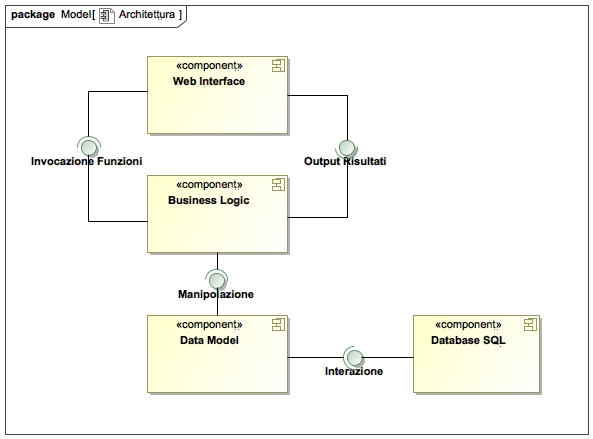 package Model[ Architettura ]
«component»
Web Interface
Invocazione Funzioni
Output Risultati
«component»
Business Logic
Manipolazione
«component»
Data Model
Interazione
«component»
Database SQL